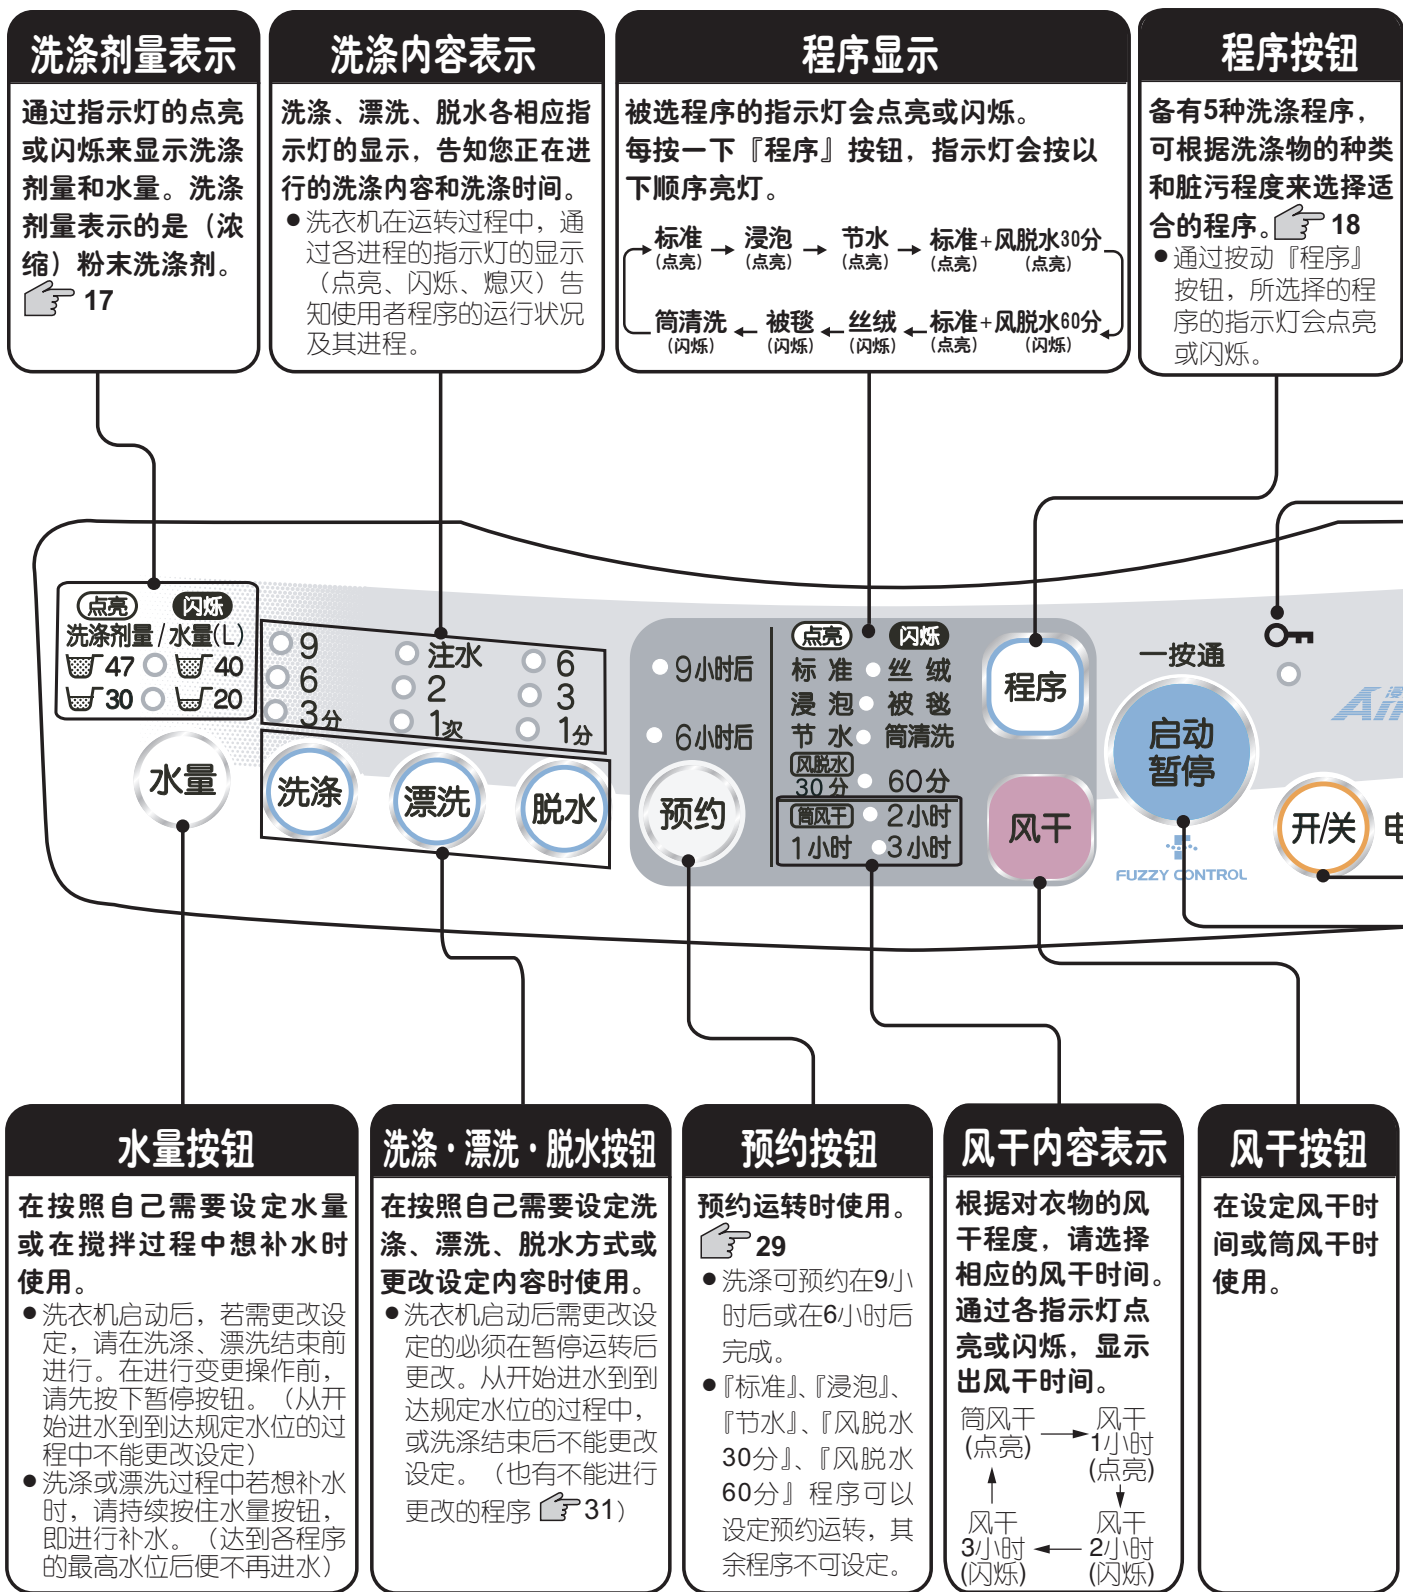 洗涤剂量表示
通过指示灯的点亮
或闪烁来显示洗涤
剂量和水量。洗涤
剂量表示的是（浓
缩）粉末洗涤剂。
17
洗涤内容表示
洗涤、漂洗、脱水各相应指
示灯的显示，告知您正在进
行的洗涤内容和洗涤时间。
●洗衣机在运转过程中，通
过各进程的指示灯的显示
（点亮、闪烁、熄灭）告
知使用者程序的运行状况
及其进程。
程序显示
被选程序的指示灯会点亮或闪烁。
每按一下『程序』按钮，指示灯会按以
下顺序亮灯。
标准 → 浸泡 → 节水 → 标准+风脱水30分
(点亮) (点亮) (点亮) (点亮) (点亮)
筒清洗 ← 被毯 ← 丝绒 ← 标准+风脱水60分
(闪烁) (闪烁) (闪烁) (点亮) (闪烁)
程序按钮
备有5种洗涤程序，
可根据洗涤物的种类
和脏污程度来选择适
合的程序。 18
●通过按动『程序』
按钮，所选择的程
序的指示灯会点亮
或闪烁。
点亮 闪烁
洗涤剂量/水量(L)
47 40
30 20
水量
9 注水 6
6 2 3
3分 1次 1分
洗涤 漂洗 脱水
9小时后
6小时后
预约
点亮 闪烁
标 准 丝 绒
浸 泡 被 毯
节 水 筒清洗
风脱水
30分 60分
筒风干 2小时
1小时 3小时
程序
风干
一按通
启动
暂停
FUZZY CONTROL
开/关
水量按钮
在按照自己需要设定水量
或在搅拌过程中想补水时
使用。
●洗衣机启动后，若需更改设
定，请在洗涤、漂洗结束前
进行。在进行变更操作前，
请先按下暂停按钮。（从开
始进水到到达规定水位的过
程中不能更改设定）
●洗涤或漂洗过程中若想补水
时，请持续按住水量按钮，
即进行补水。（达到各程序
的最高水位后便不再进水）
洗涤·漂洗·脱水按钮
在按照自己需要设定洗
涤、漂洗、脱水方式或
更改设定内容时使用。
●洗衣机启动后需更改设
定的必须在暂停运转后
更改。从开始进水到到
达规定水位的过程中，
或洗涤结束后不能更改
设定。（也有不能进行
更改的程序 31）
预约按钮
预约运转时使用。
29
●洗涤可预约在9小
时后或在6小时后
完成。
●『标准』、『浸泡』、
『节水』、『风脱水
30分』、『风脱水
60分』程序可以
设定预约运转，其
余程序不可设定。
风干内容表示
根据对衣物的风
干程度，请选择
相应的风干时间。
通过各指示灯点
亮或闪烁，显示
出风干时间。
筒风干 → 风干
(点亮) 1小时
(点亮)
风干 风干
3小时 ← 2小时
(闪烁) (闪烁)
风干按钮
在设定风干时
间或筒风干时
使用。